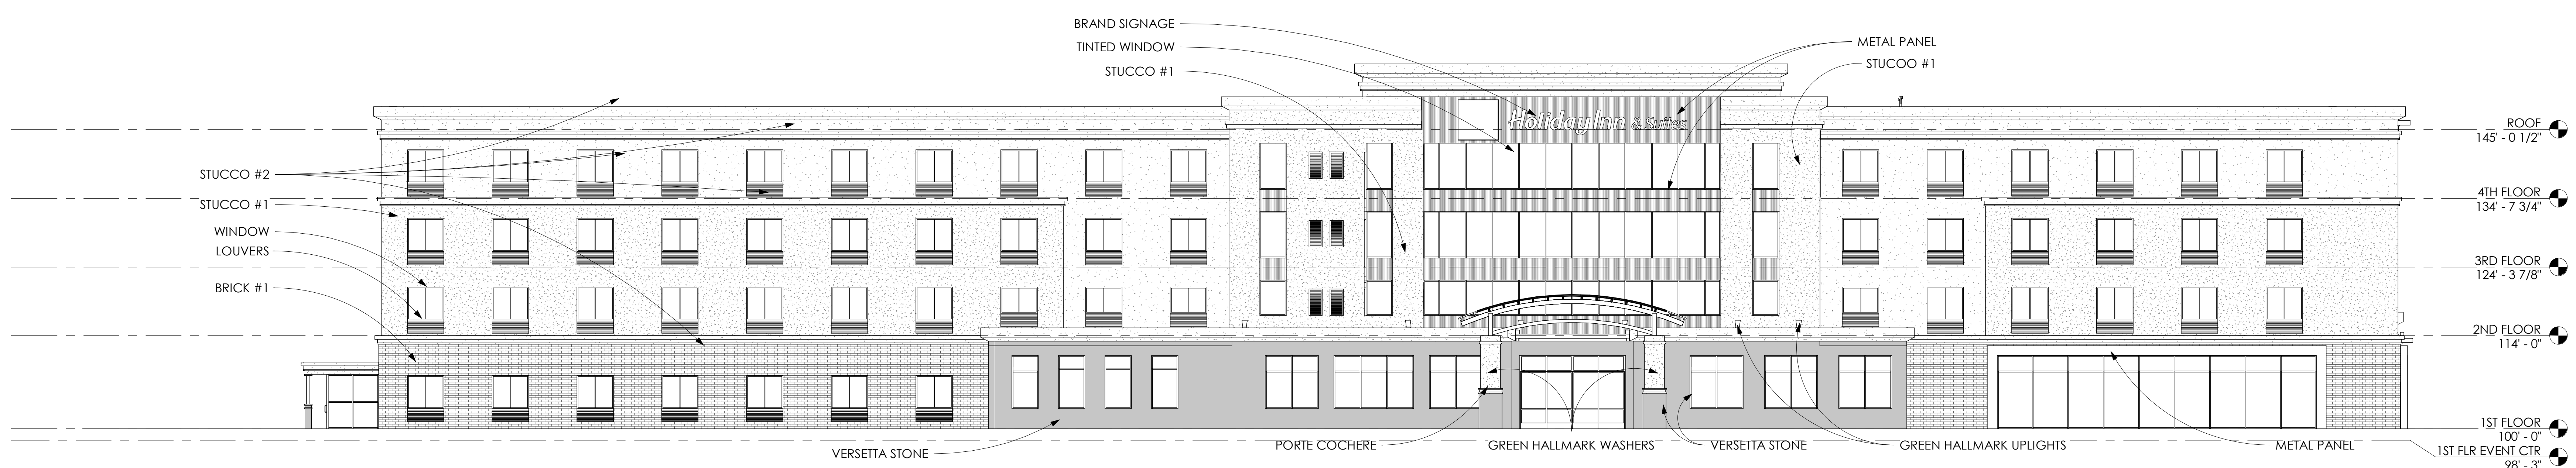 BRAND SIGNAGE
TINTED WINDOW
STUCCO #1
METAL PANEL
STUCOO #1
Holiday Inn & Suites
STUCCO #2
STUCCO #1
WINDOW
LOUVERS
BRICK #1
ROOF
145' - 0 1/2"
4TH FLOOR
134' - 7 3/4"
3RD FLOOR
124' - 3 7/8"
2ND FLOOR
114' - 0"
1ST FLOOR
100' - 0"
1ST FLR EVENT CTR
98' - 3"
VERSETTA STONE
PORTE COCHERE
GREEN HALLMARK WASHERS
VERSETTA STONE
GREEN HALLMARK UPLIGHTS
METAL PANEL